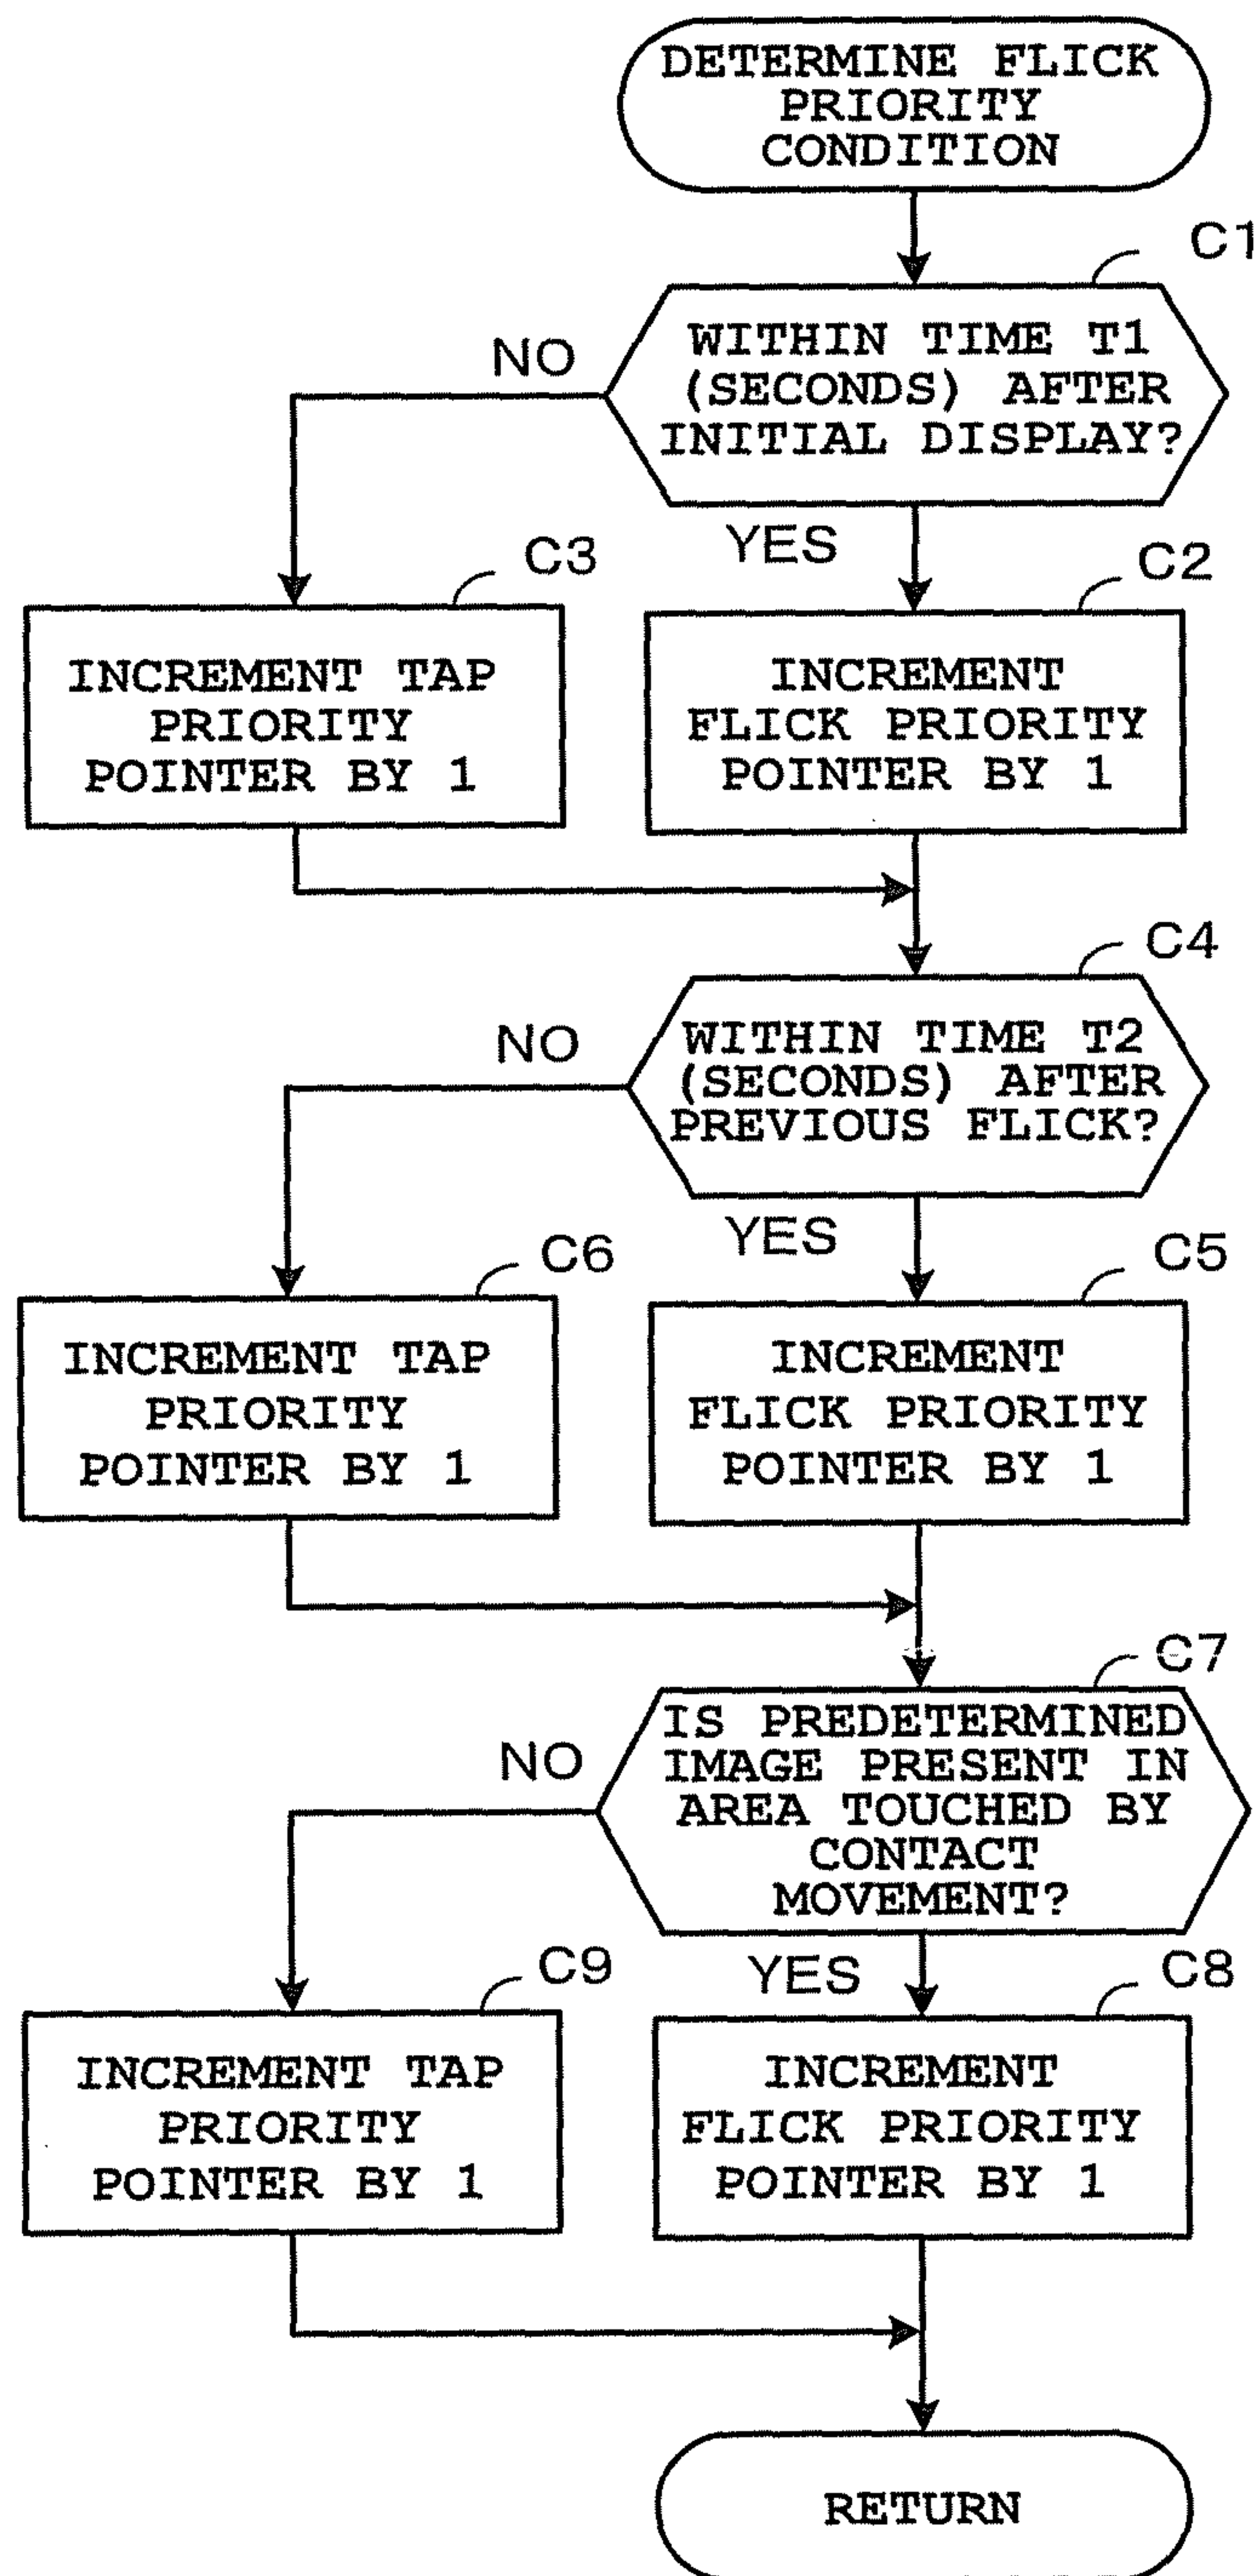 DETERMINE FLICK
PRIORITY
CONDITION
C1
WITHIN TIME T1
(SECONDS) AFTER
INITIAL DISPLAY?
NO
YES
C3
INCREMENT TAP
PRIORITY
POINTER BY 1
C2
INCREMENT
FLICK PRIORITY
POINTER BY 1
C4
WITHIN TIME T2
(SECONDS) AFTER
PREVIOUS FLICK?
NO
YES
C6
INCREMENT TAP
PRIORITY
POINTER BY 1
C5
INCREMENT
FLICK PRIORITY
POINTER BY 1
C7
IS PREDETERMINED
IMAGE PRESENT IN
AREA TOUCHED BY
CONTACT
MOVEMENT?
NO
YES
C9
INCREMENT TAP
PRIORITY
POINTER BY 1
C8
INCREMENT
FLICK PRIORITY
POINTER BY 1
RETURN